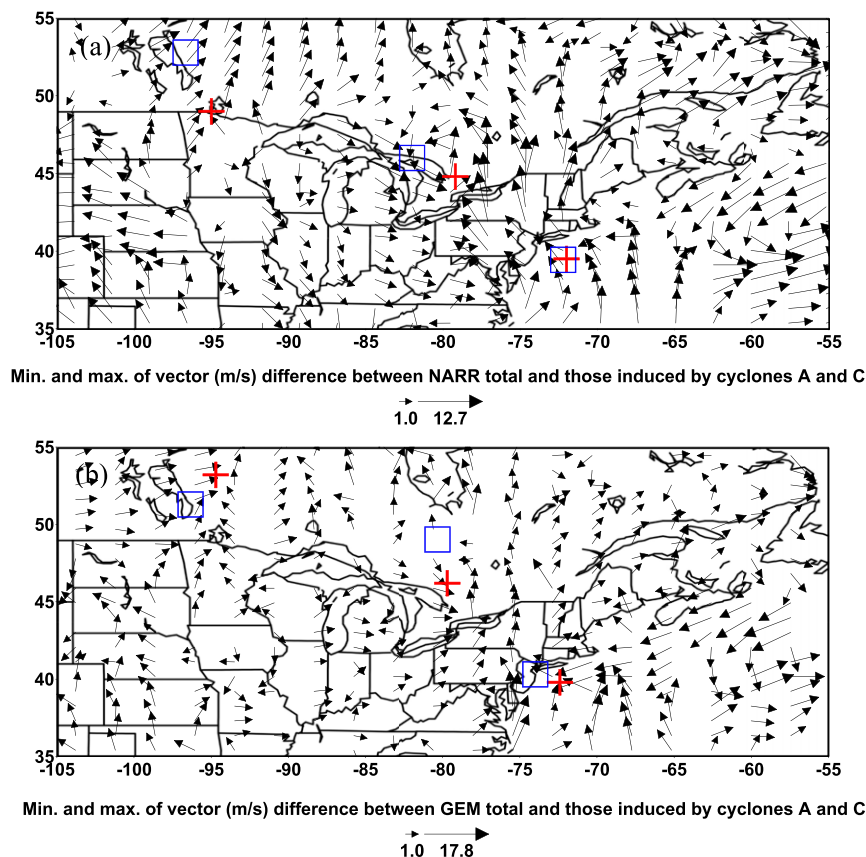 (a)
55
50
45
40
35
-105 -100 -95 -90 -85 -80 -75 -70 -65 -60 -55
Min. and max. of vector (m/s) difference between NARR total and those induced by cyclones A and C
1.0 12.7
(b)
55
50
45
40
35
-105 -100 -95 -90 -85 -80 -75 -70 -65 -60 -55
Min. and max. of vector (m/s) difference between GEM total and those induced by cyclones A and C
1.0 17.8